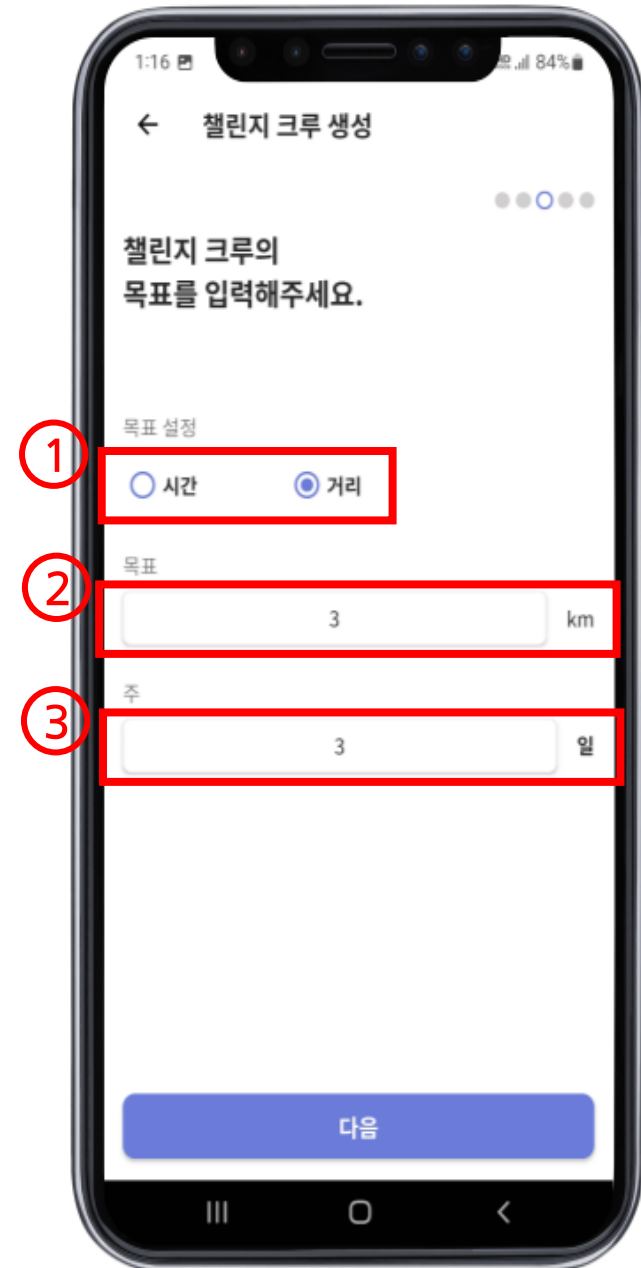 1:16 84%
챌린지 크루 생성
챌린지 크루의
목표를 입력해주세요.
목표 설정
1
시간 거리
목표
2
3 km
주
3
3 일
다음